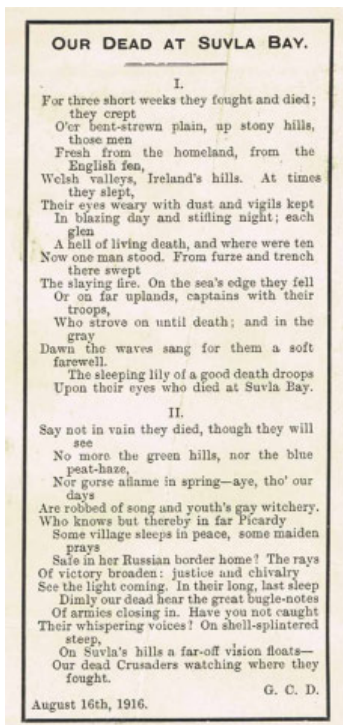 OUR DEAD AT SUVLA BAY.
I.
For three short weeks they fought and died;
they crept
O'er bent-strewn plain, up stony hills,
those men
Fresh from the homeland, from the
English fen,
Welsh valleys, Ireland's hills. At times
they slept,
Their eyes weary with dust and vigils kept
In blazing day and stifling night; each
glen
A hell of living death, and where were ten
Now one man stood. From furze and trench
there swept
The slaying fire. On the sea's edge they fell
Or on far uplands, captains with their
troops,
Who strove on until death; and in the
gray
Dawn the waves sang for them a soft
farewell.
The sleeping lily of a good death droops
Upon their eyes who died at Suvla Bay.
II.
Say not in vain they died, though they will
see
No more the green hills, nor the blue
peat-haze,
Nor gorse aflame in spring—aye, tho' our
days
Are robbed of song and youth's gay witchery.
Who knows but thereby in far Picardy
Some village sleeps in peace, some maiden
prays
Safe in her Russian border home? The rays
Of victory broaden: justice and chivalry
See the light coming. In their long, last sleep
Dimly our dead hear the great bugle-notes
Of armies closing in. Have you not caught
Their whispering voices? On shell-splintered
steep,
On Suvla's hills a far-off vision floats—
Our dead Crusaders watching where they
fought.
G. C. D.
August 16th, 1916.